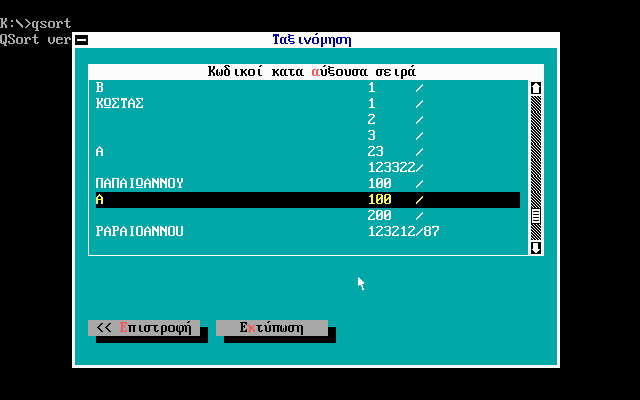 K:\>qsort
QSort ver
Ταξινόμηση
Κωδικοί κατα αύξουσα σειρά
Β 1 /
ΚΩΣΤΑΣ 1 /
2 /
3 /
Α 23 /
123322/
ΠΑΠΑΙΩΑΝΝΟΥ 100 /
Α 100 /
200 /
PAPAIOANNOU 123212/87
<< Επιστροφή Εκτύπωση